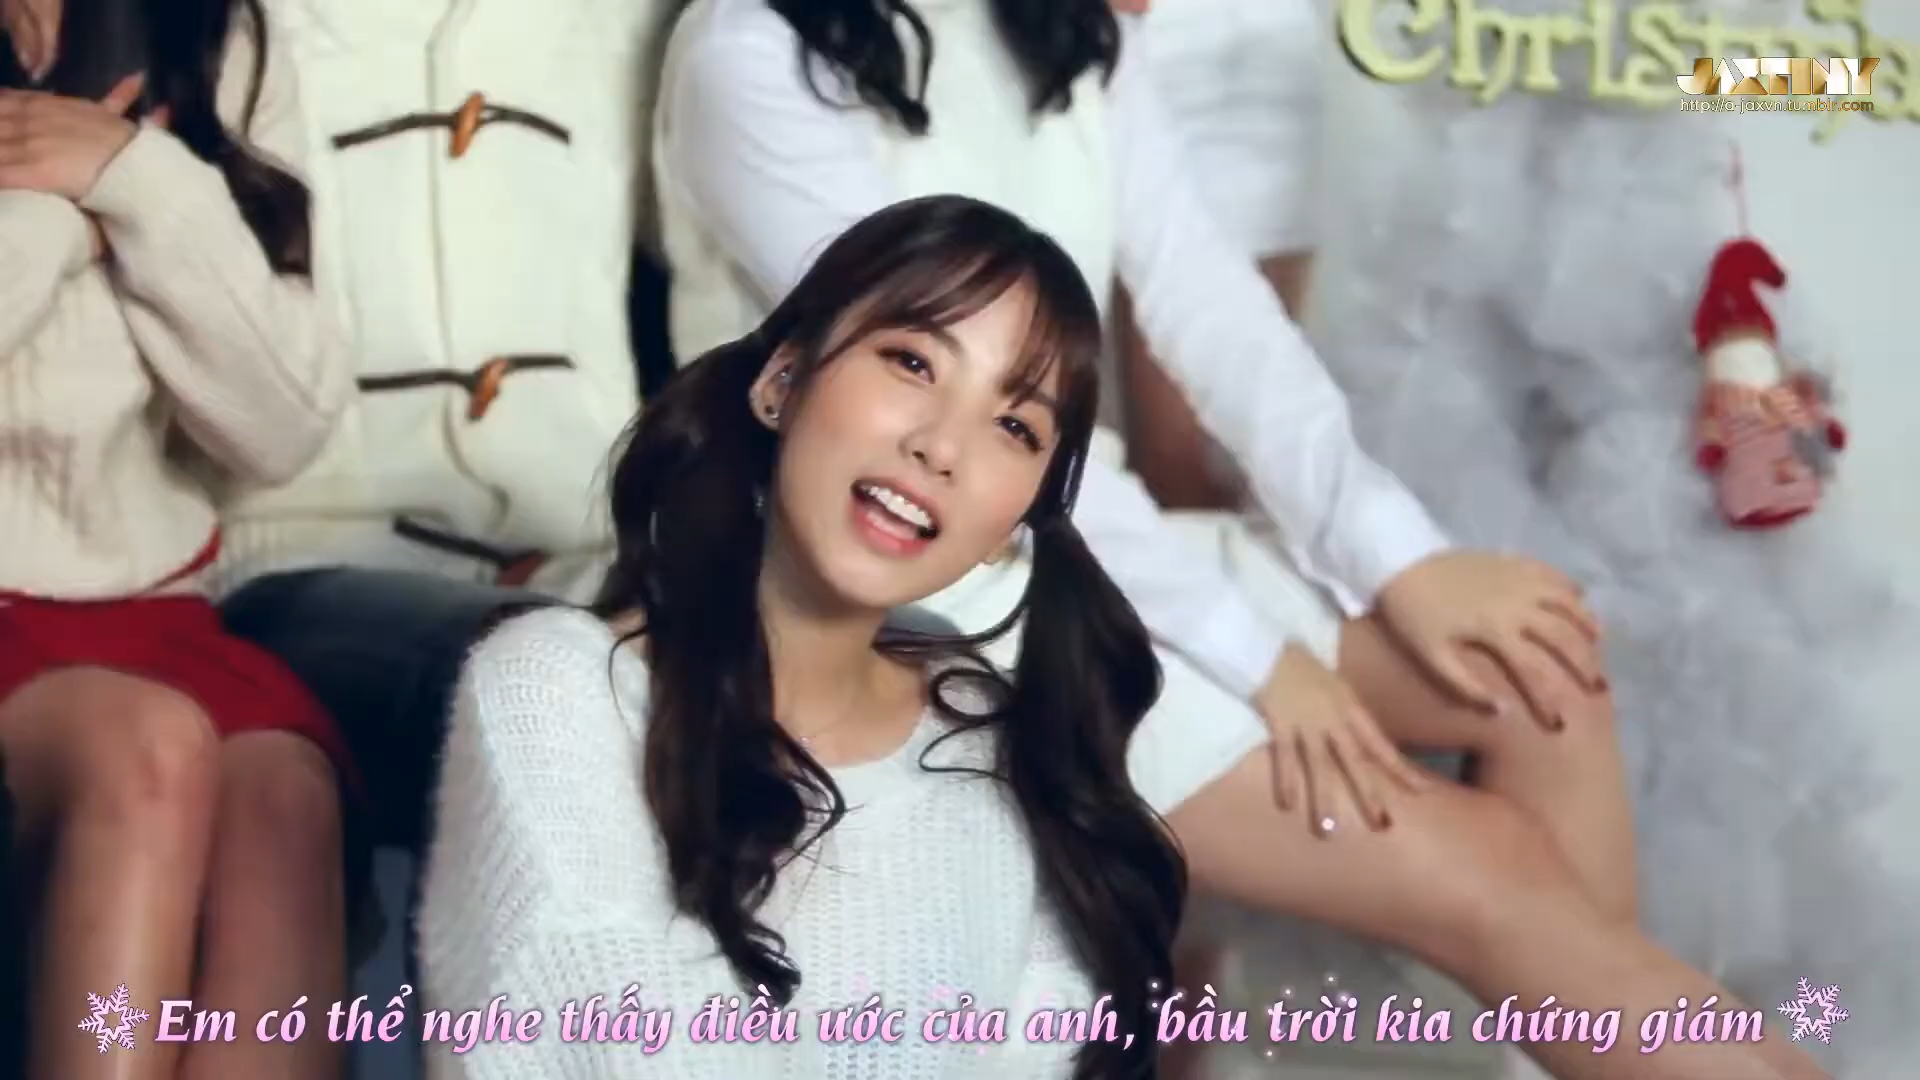 Christma
JAXTINY
http://a-jaxvn.tumblr.com
Em có thể nghe thấy điều ước của anh, bầu trời kia chứng giám